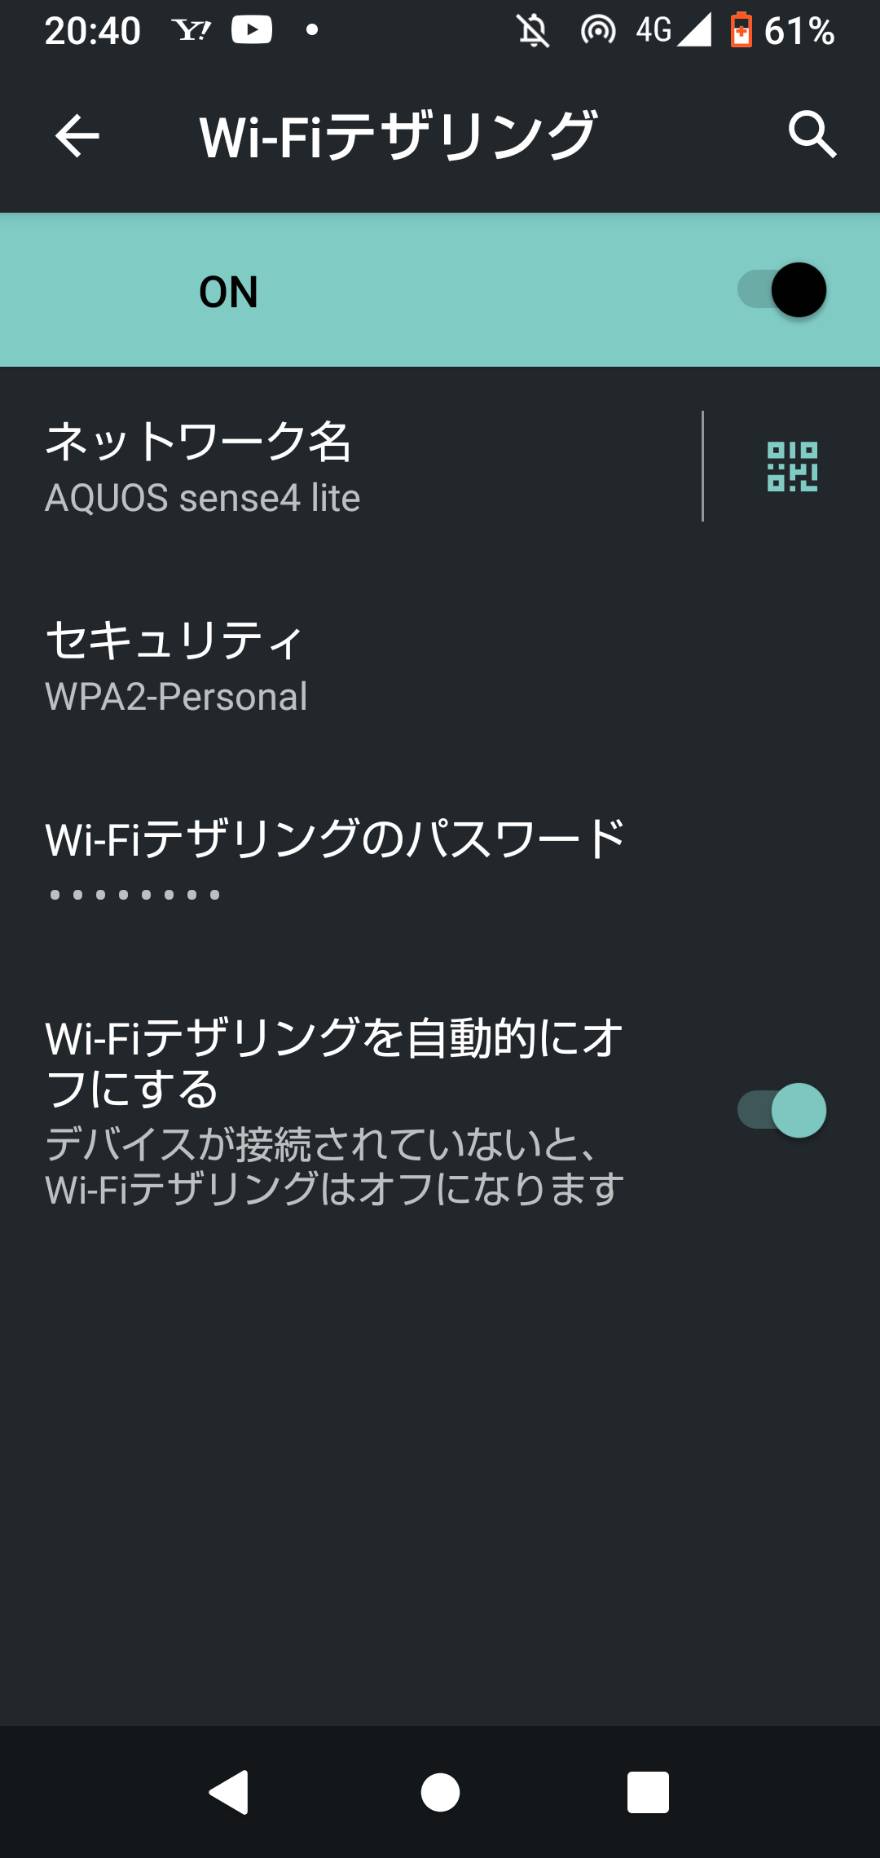 20:40 Y! 4G 61%
Wi-Fiテザリング
ON
ネットワーク名
AQUOS sense4 lite
セキュリティ
WPA2-Personal
Wi-Fiテザリングのパスワード
••••••••
Wi-Fiテザリングを自動的にオ
フにする
デバイスが接続されていないと、
Wi-Fiテザリングはオフになります